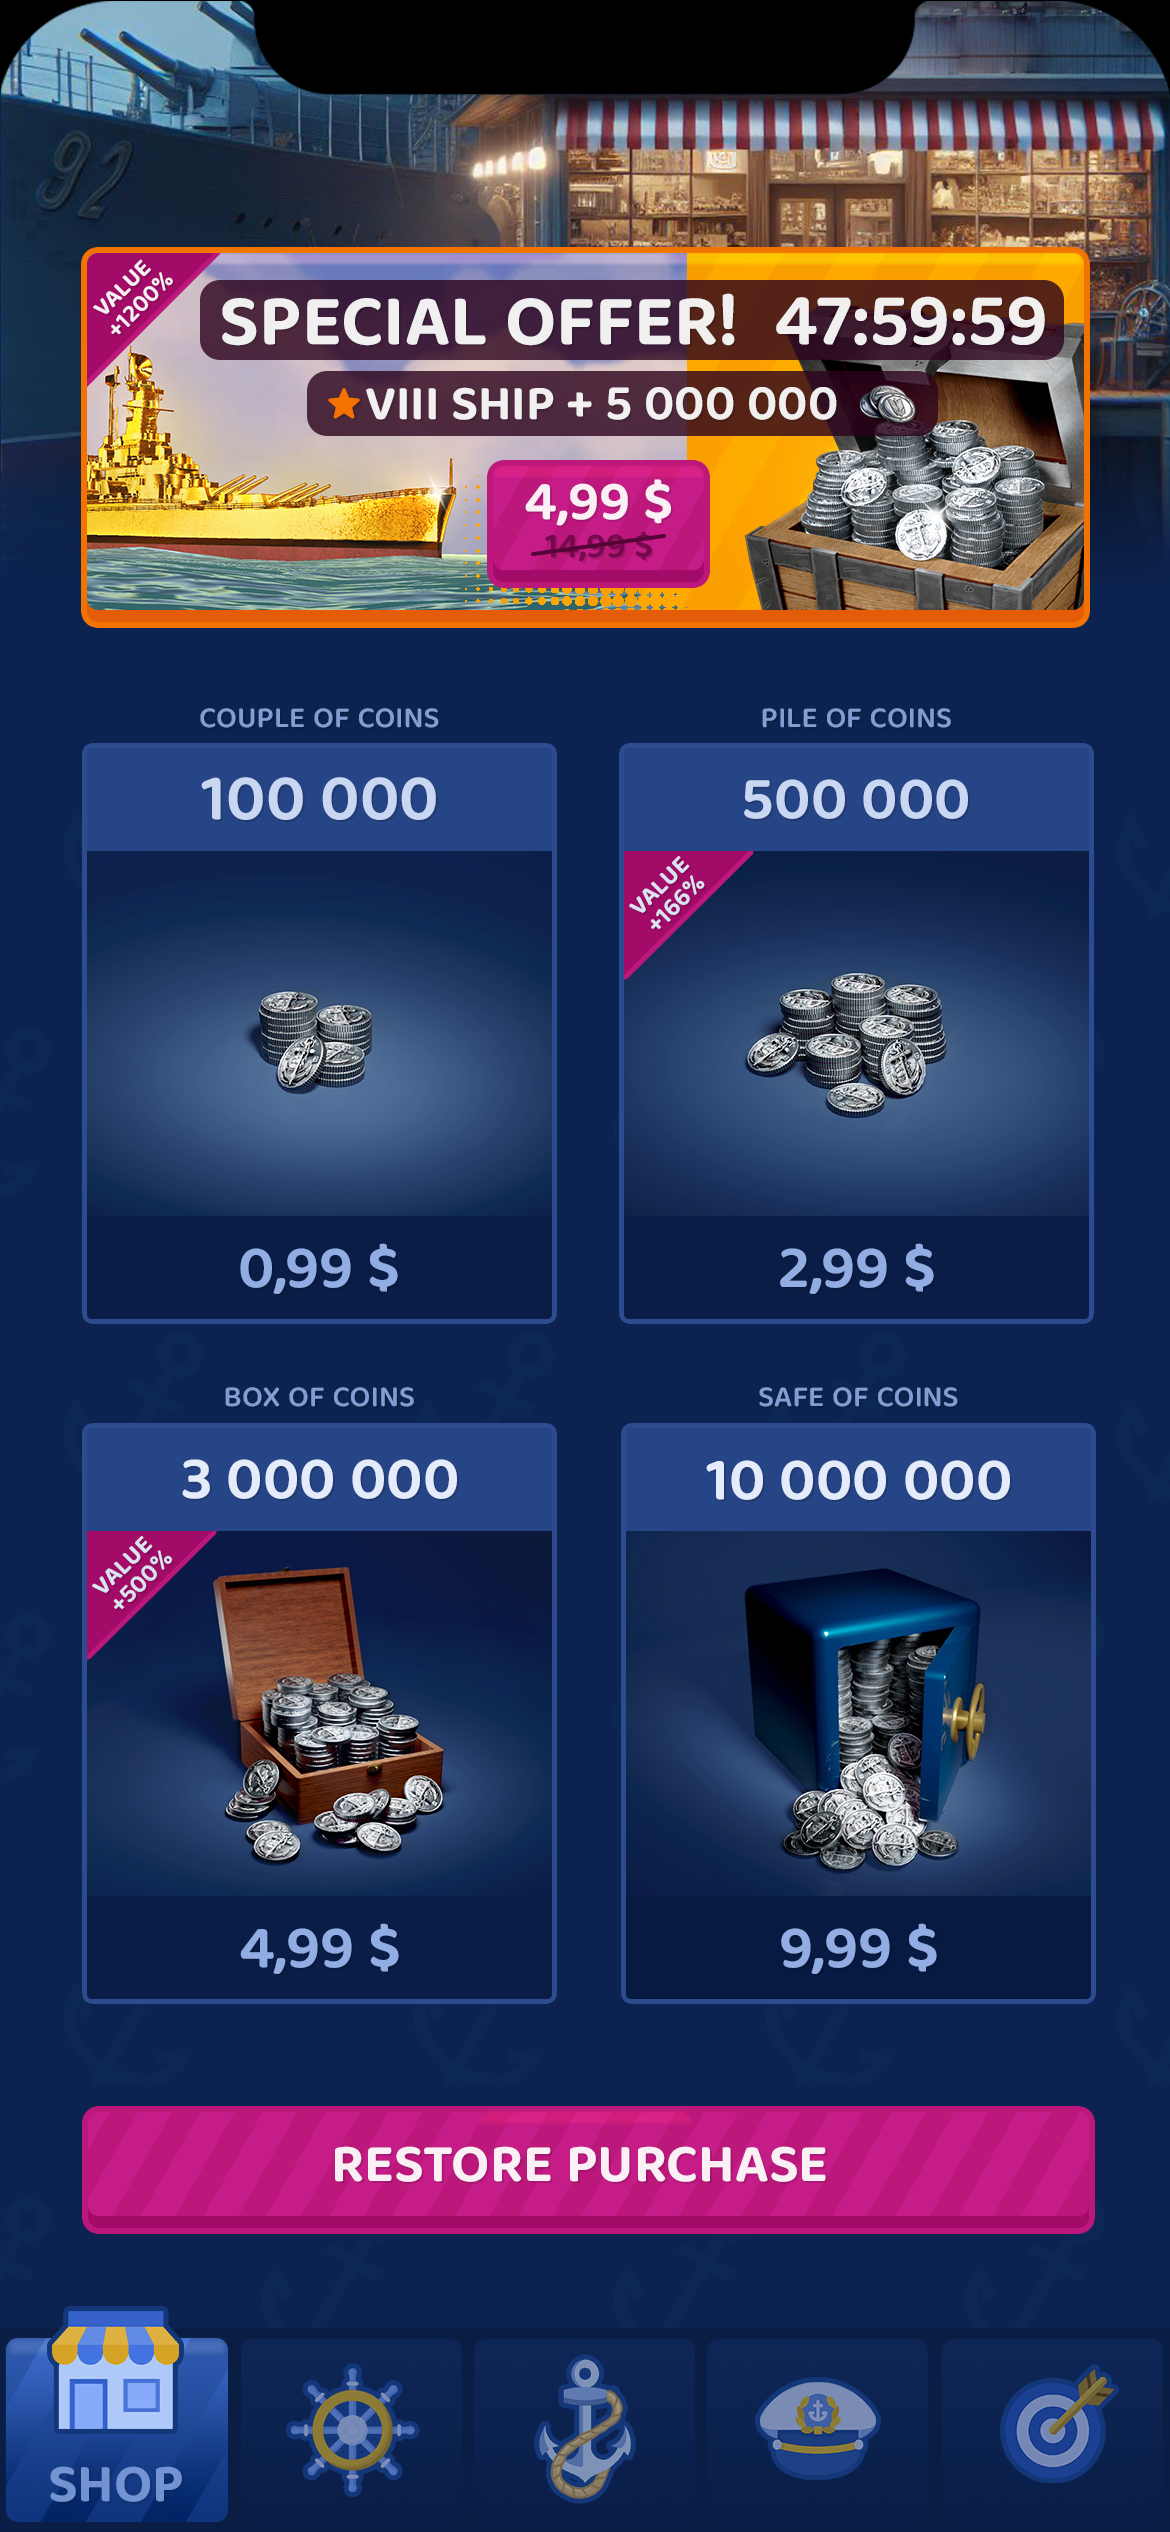 92
VALUE
+1200%
SPECIAL OFFER! 47:59:59
VIII SHIP + 5 000 000
4,99 $
14,99 $
COUPLE OF COINS
100 000
0,99 $
PILE OF COINS
500 000
VALUE
+166%
2,99 $
BOX OF COINS
3 000 000
VALUE
+500%
4,99 $
SAFE OF COINS
10 000 000
9,99 $
RESTORE PURCHASE
SHOP